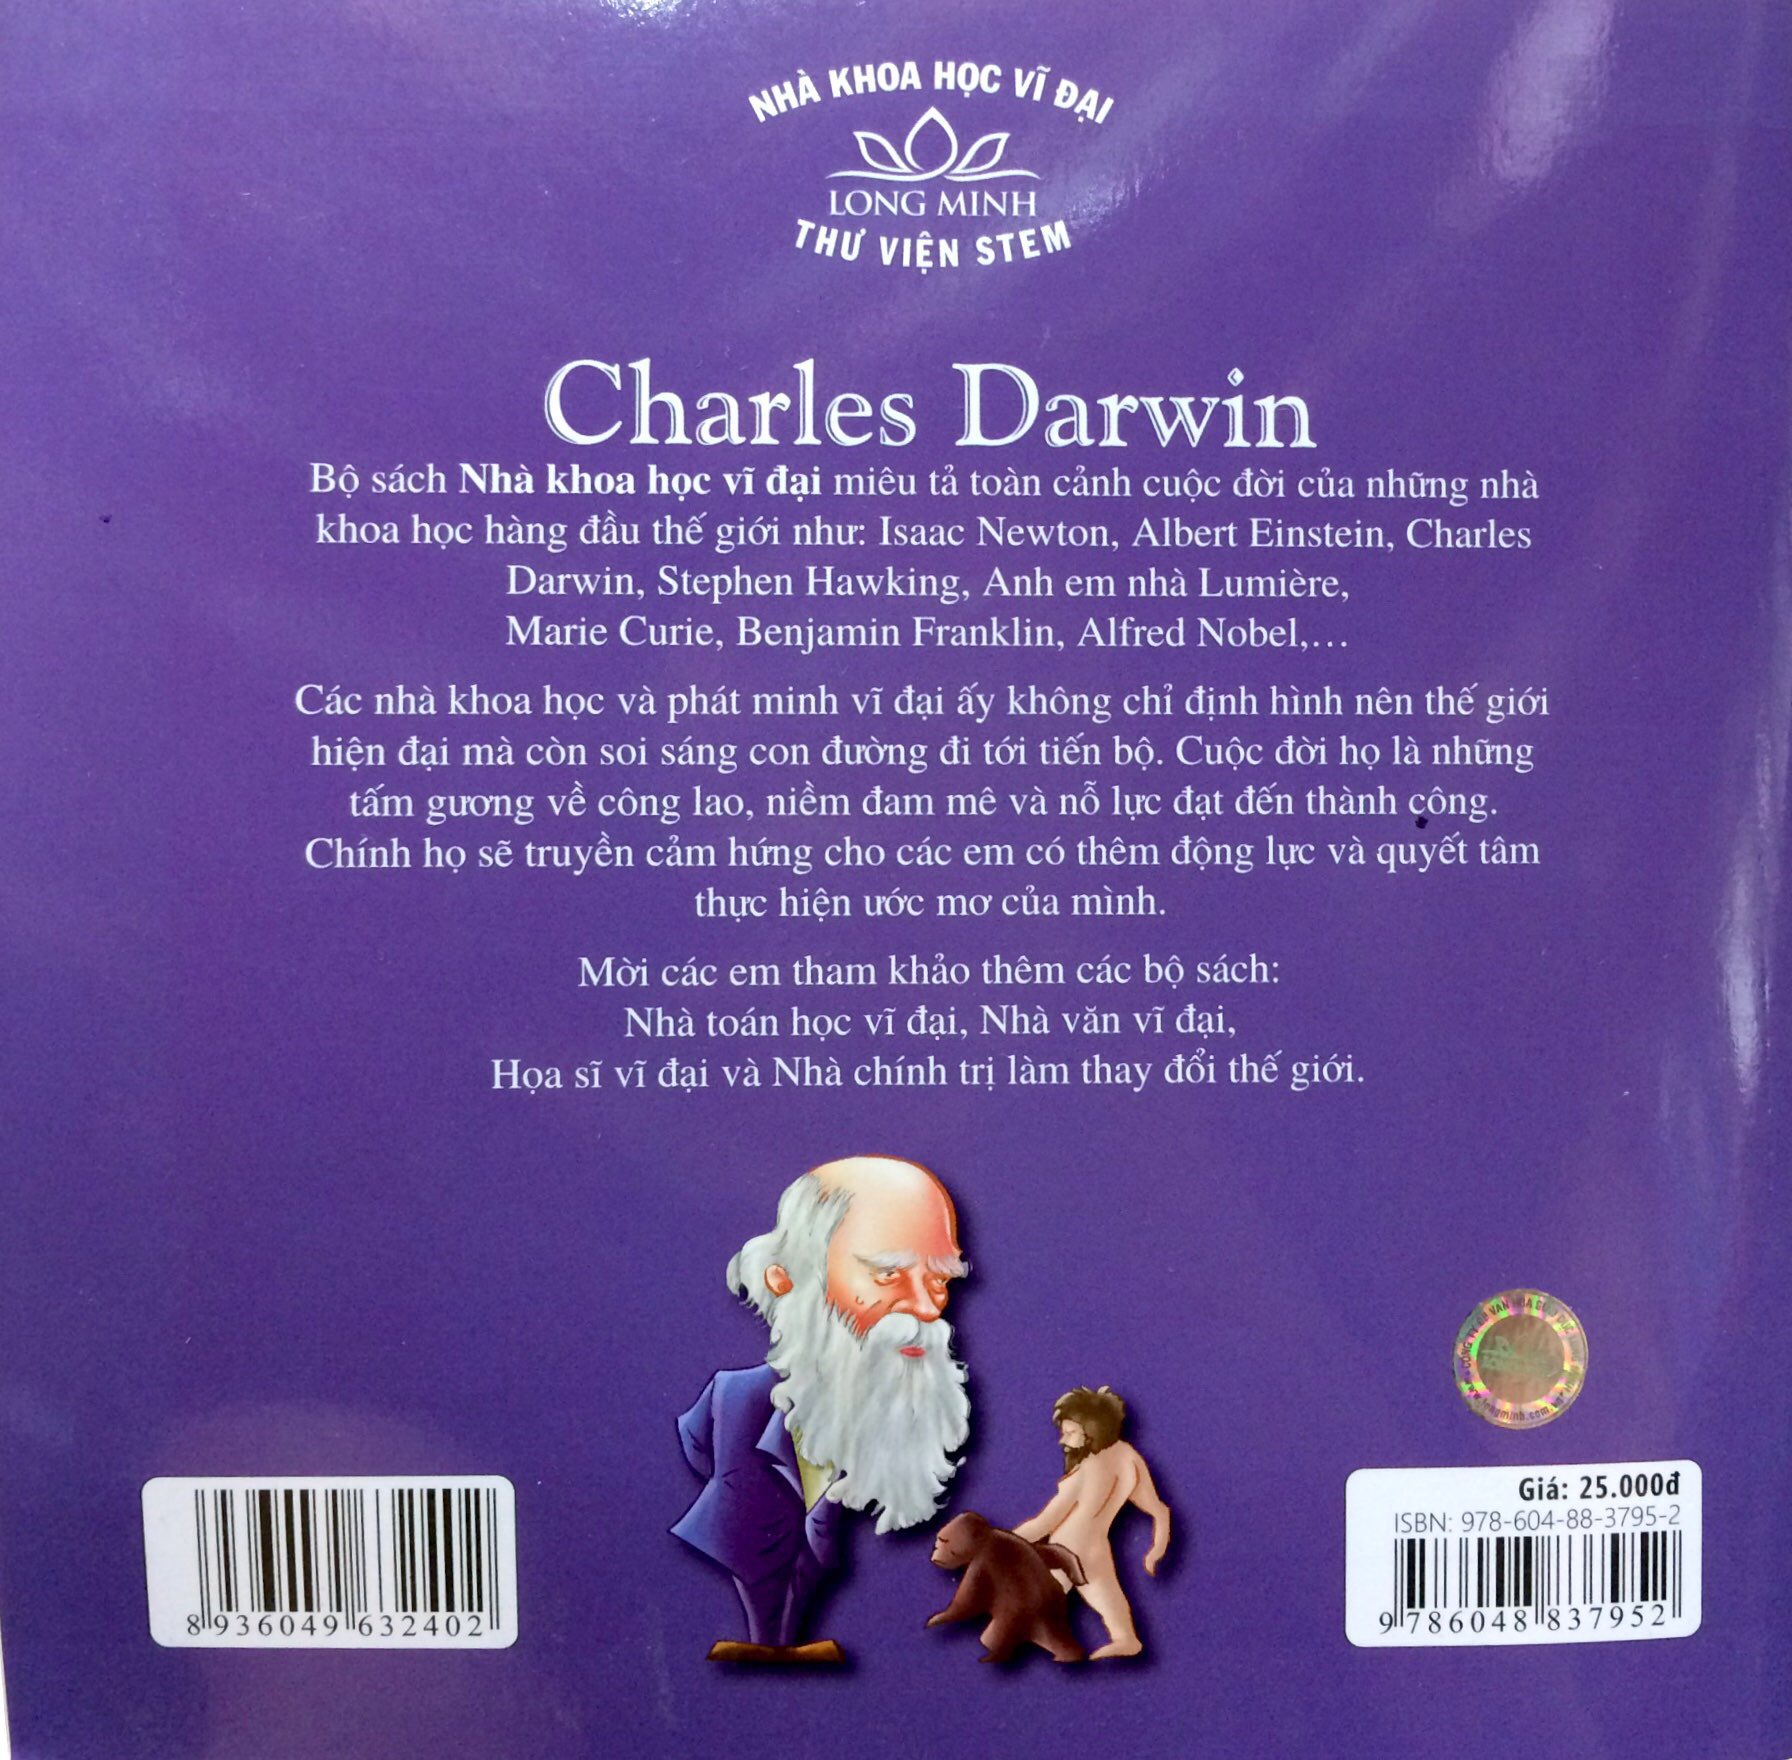 NHÀ KHOA HỌC VĨ ĐẠI
LONG MINH
THƯ VIỆN STEM
Charles Darwin
Bộ sách Nhà khoa học vĩ đại miêu tả toàn cảnh cuộc đời của những nhà
khoa học hàng đầu thế giới như: Isaac Newton, Albert Einstein, Charles
Darwin, Stephen Hawking, Anh em nhà Lumière,
Marie Curie, Benjamin Franklin, Alfred Nobel,…
Các nhà khoa học và phát minh vĩ đại ấy không chỉ định hình nên thế giới
hiện đại mà còn soi sáng con đường đi tới tiến bộ. Cuộc đời họ là những
tấm gương về công lao, niềm đam mê và nỗ lực đạt đến thành công.
Chính họ sẽ truyền cảm hứng cho các em có thêm động lực và quyết tâm
thực hiện ước mơ của mình.
Mời các em tham khảo thêm các bộ sách:
Nhà toán học vĩ đại, Nhà văn vĩ đại,
Họa sĩ vĩ đại và Nhà chính trị làm thay đổi thế giới.
8 936049 632402
Giá: 25.000đ
ISBN: 978-604-88-3795-2
9 786048 837952